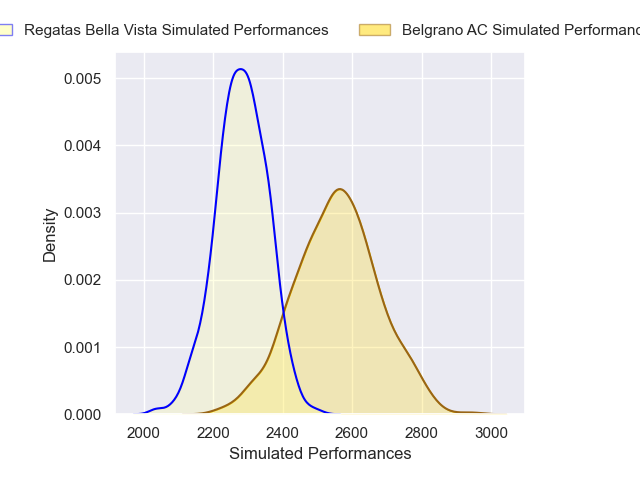 Regatas Bella Vista Simulated Performances Belgrano AC Simulated
0.005
0.004
0.003
0.002
0.001
0.000
Density
2000 2200 2400 2600 2800 3000
Simulated Performances